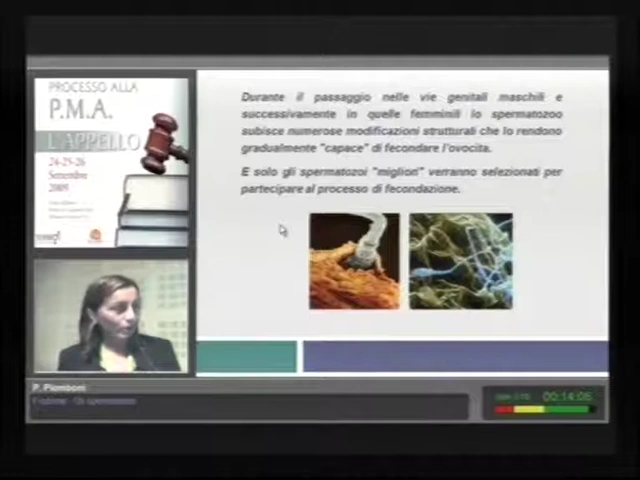 PROCESSO ALLA
P.M.A.
L'APPELLO
24-25-26
Settembre
2009
Durante il passaggio nelle vie genitali maschili e
successivamente in quelle femminili lo spermatozoo
subisce numerose modificazioni strutturali che lo rendono
gradualmente "capace" di fecondare l'ovocita.
E solo gli spermatozoi "migliori" verranno selezionati per
partecipare al processo di fecondazione.
P. Piomboni
00:14:06